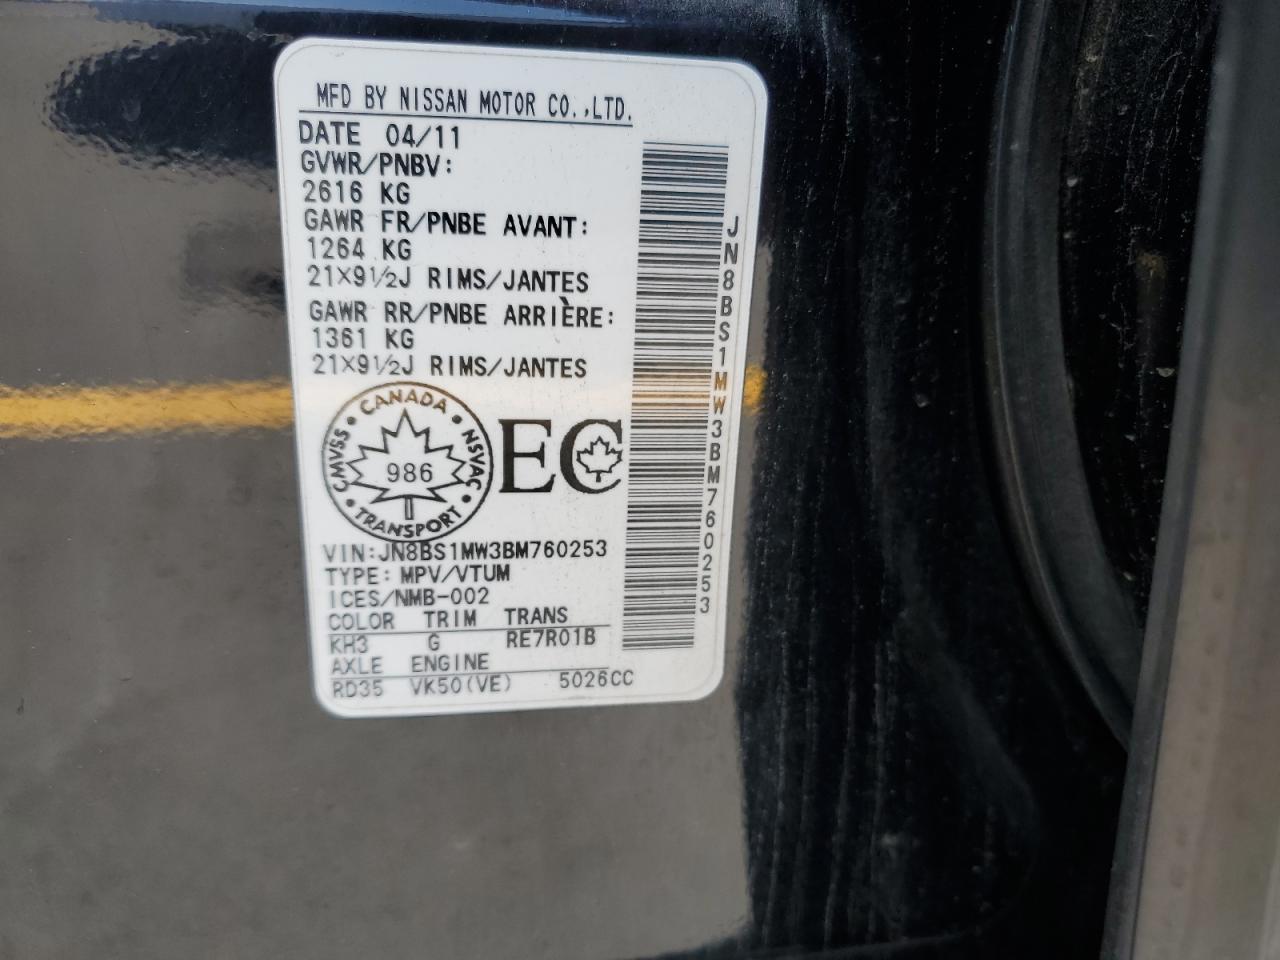 MFD BY NISSAN MOTOR CO.,LTD.
DATE 04/11
GVWR/PNBV:
2616 KG
GAWR FR/PNBE AVANT:
1264 KG
21×9½J RIMS/JANTES
GAWR RR/PNBE ARRIÈRE:
1361 KG
21×9½J RIMS/JANTES
CANADA
CMVSS
NSVAC
986
TRANSPORT
EC
VIN:JN8BS1MW3BM760253
TYPE:MPV/VTUM
ICES/NMB-002
COLOR TRIM TRANS
KH3 G RE7R01B
AXLE ENGINE
RD35 VK50(VE) 5026CC
JN8BS1MW3BM760253